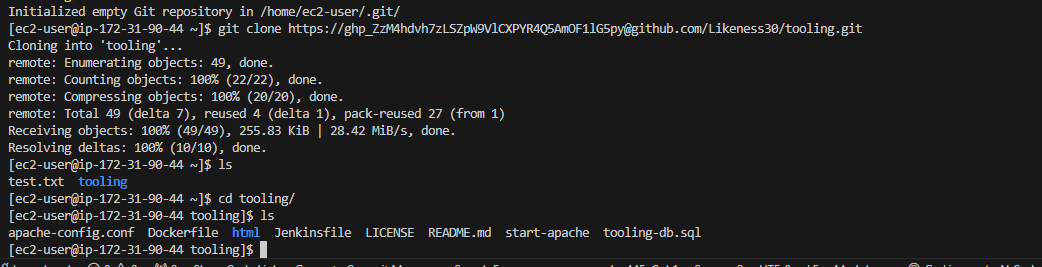 Initialized empty Git repository in /home/ec2-user/.git/
[ec2-user@ip-172-31-90-44 ~]$ git clone https://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@github.com/Likeness30/tooling.git
Cloning into 'tooling'...
remote: Enumerating objects: 49, done.
remote: Counting objects: 100% (22/22), done.
remote: Compressing objects: 100% (20/20), done.
remote: Total 49 (delta 7), reused 4 (delta 1), pack-reused 27 (from 1)
Receiving objects: 100% (49/49), 255.83 KiB | 28.42 MiB/s, done.
Resolving deltas: 100% (10/10), done.
[ec2-user@ip-172-31-90-44 ~]$ ls
test.txt  tooling
[ec2-user@ip-172-31-90-44 ~]$ cd tooling/
[ec2-user@ip-172-31-90-44 tooling]$ ls
apache-config.conf  Dockerfile  html  Jenkinsfile  LICENSE  README.md  start-apache  tooling-db.sql
[ec2-user@ip-172-31-90-44 tooling]$